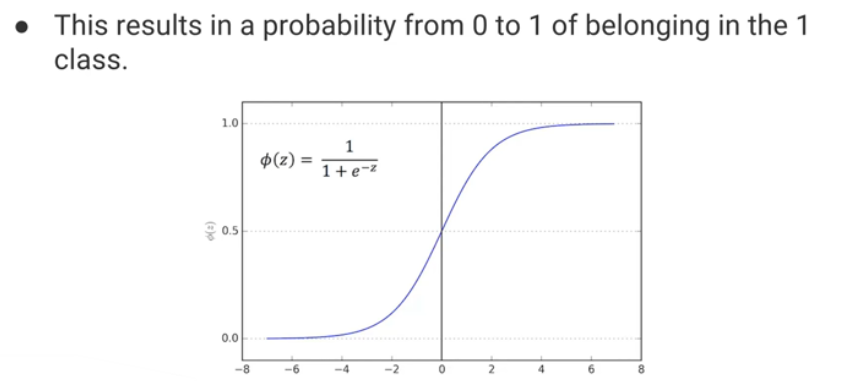 ● This results in a probability from 0 to 1 of belonging in the 1
class.
1.0
ϕ(z) = 1 / (1 + e^{-z})
ϕ(z)
0.5
0.0
−8 −6 −4 −2 0 2 4 6 8